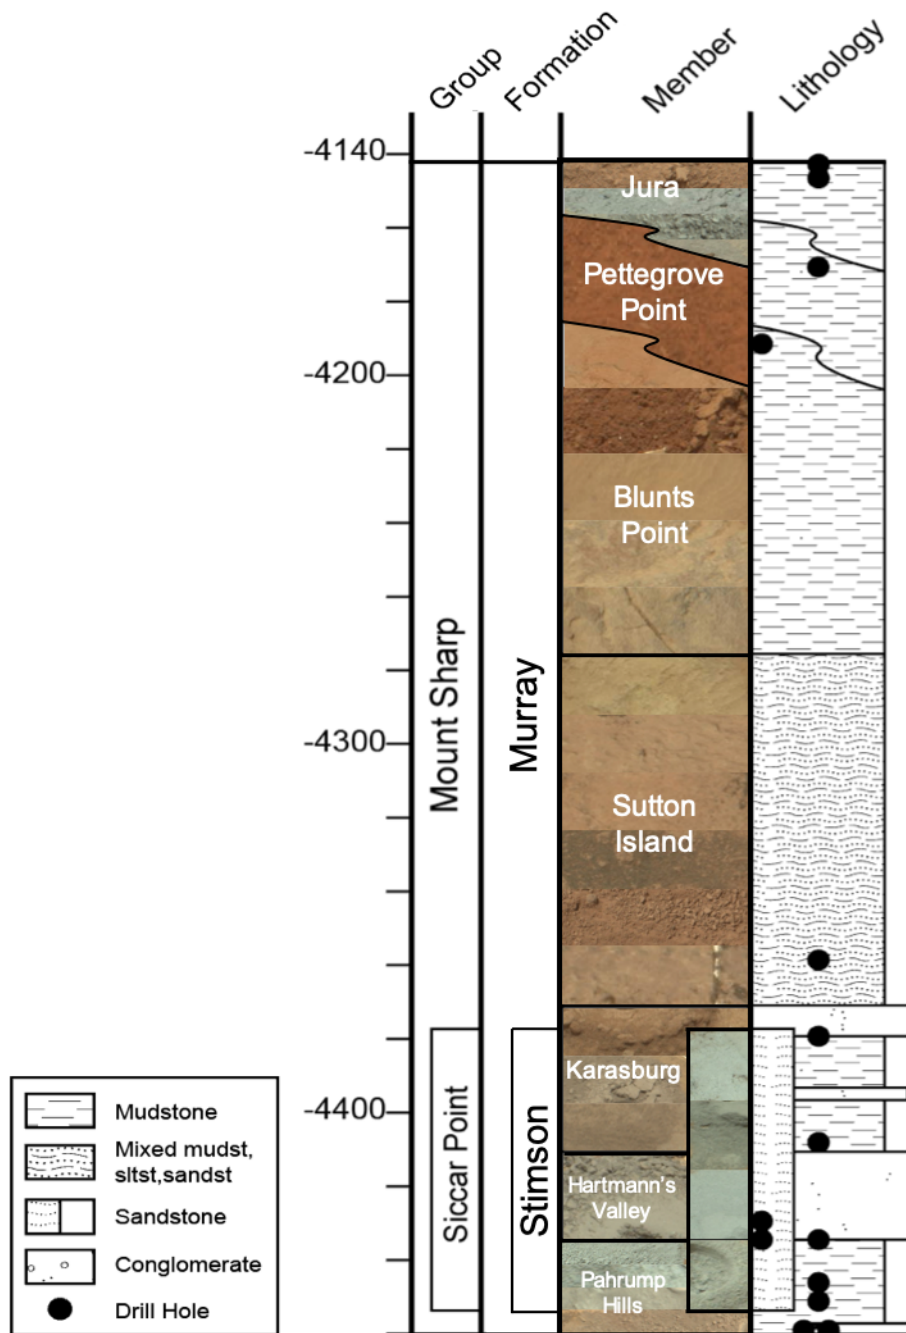 Group
Formation
Member
Lithology
-4140
-4200
-4300
-4400
Mount Sharp
Siccar Point
Murray
Stimson
Jura
Pettegrove
Point
Blunts
Point
Sutton
Island
Karasburg
Hartmann's
Valley
Pahrump
Hills
Mudstone
Mixed mudst,
sltst,sandst
Sandstone
Conglomerate
Drill Hole